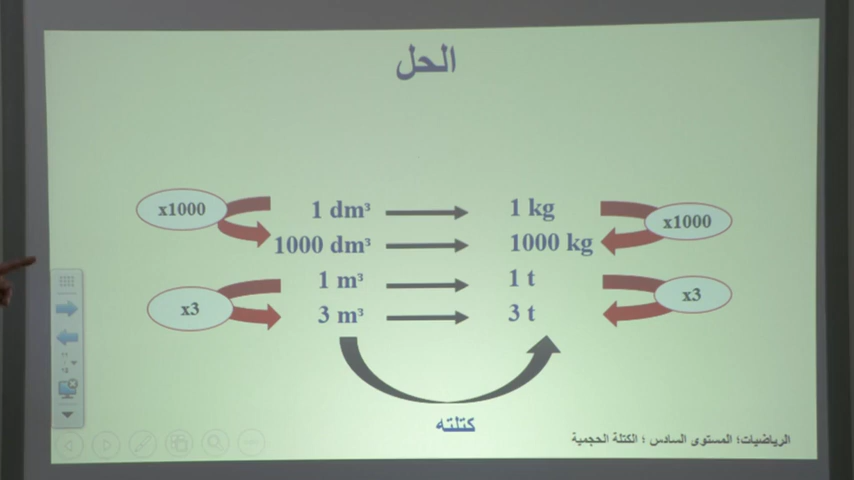 الحل
x1000 1 dm³ 1 kg x1000
1000 dm³ 1000 kg
x3 1 m³ 1 t x3
3 m³ 3 t
كتلته
الرياضيات؛ المستوى السادس ؛ الكتلة الحجمية